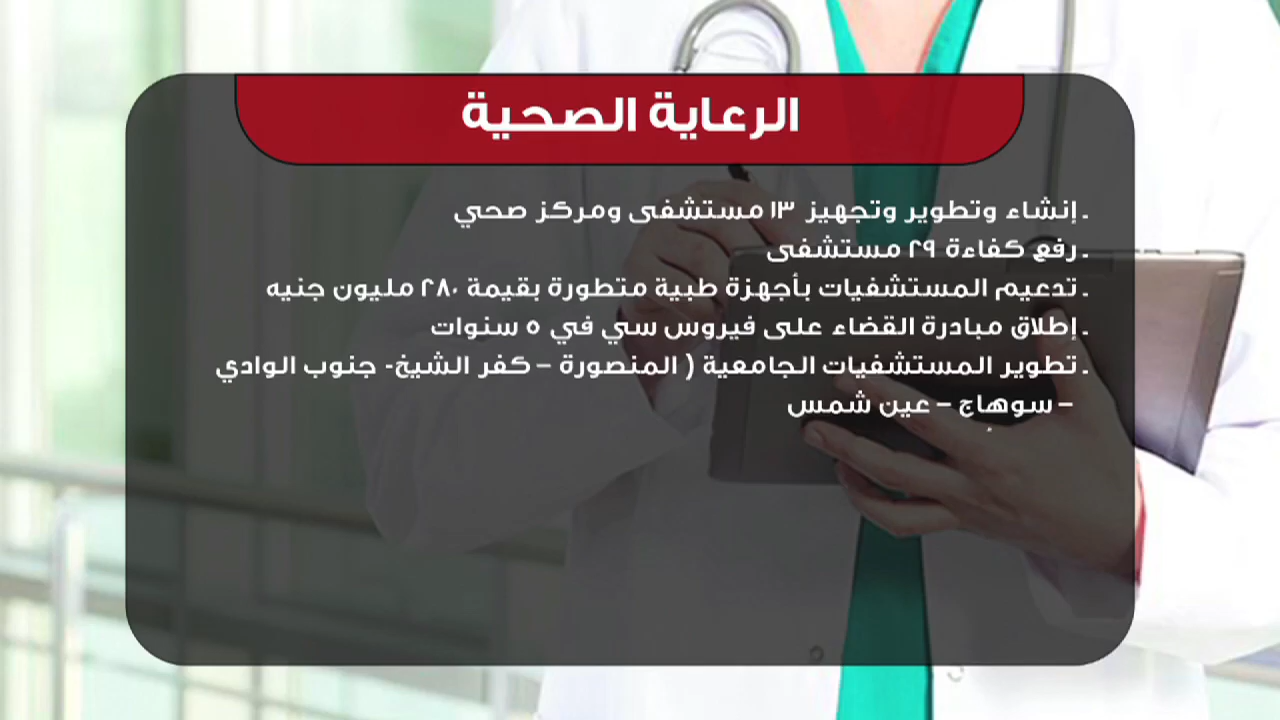 الرعاية الصحية
. إنشاء وتطوير وتجهيز ١٣ مستشفى ومركز صحي
. رفع كفاءة ٢٩ مستشفى
. تدعيم المستشفيات بأجهزة طبية متطورة بقيمة ٢٨٠ مليون جنيه
. إطلاق مبادرة القضاء على فيروس سي في ٥ سنوات
. تطوير المستشفيات الجامعية ( المنصورة – كفر الشيخ- جنوب الوادي
– سوهاج – عين شمس